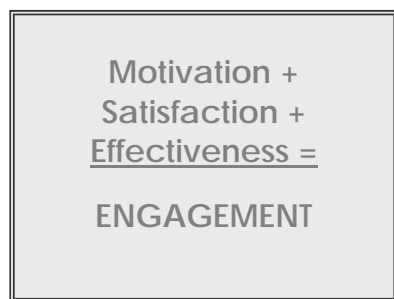 Motivation +
Satisfaction +
Effectiveness =
ENGAGEMENT